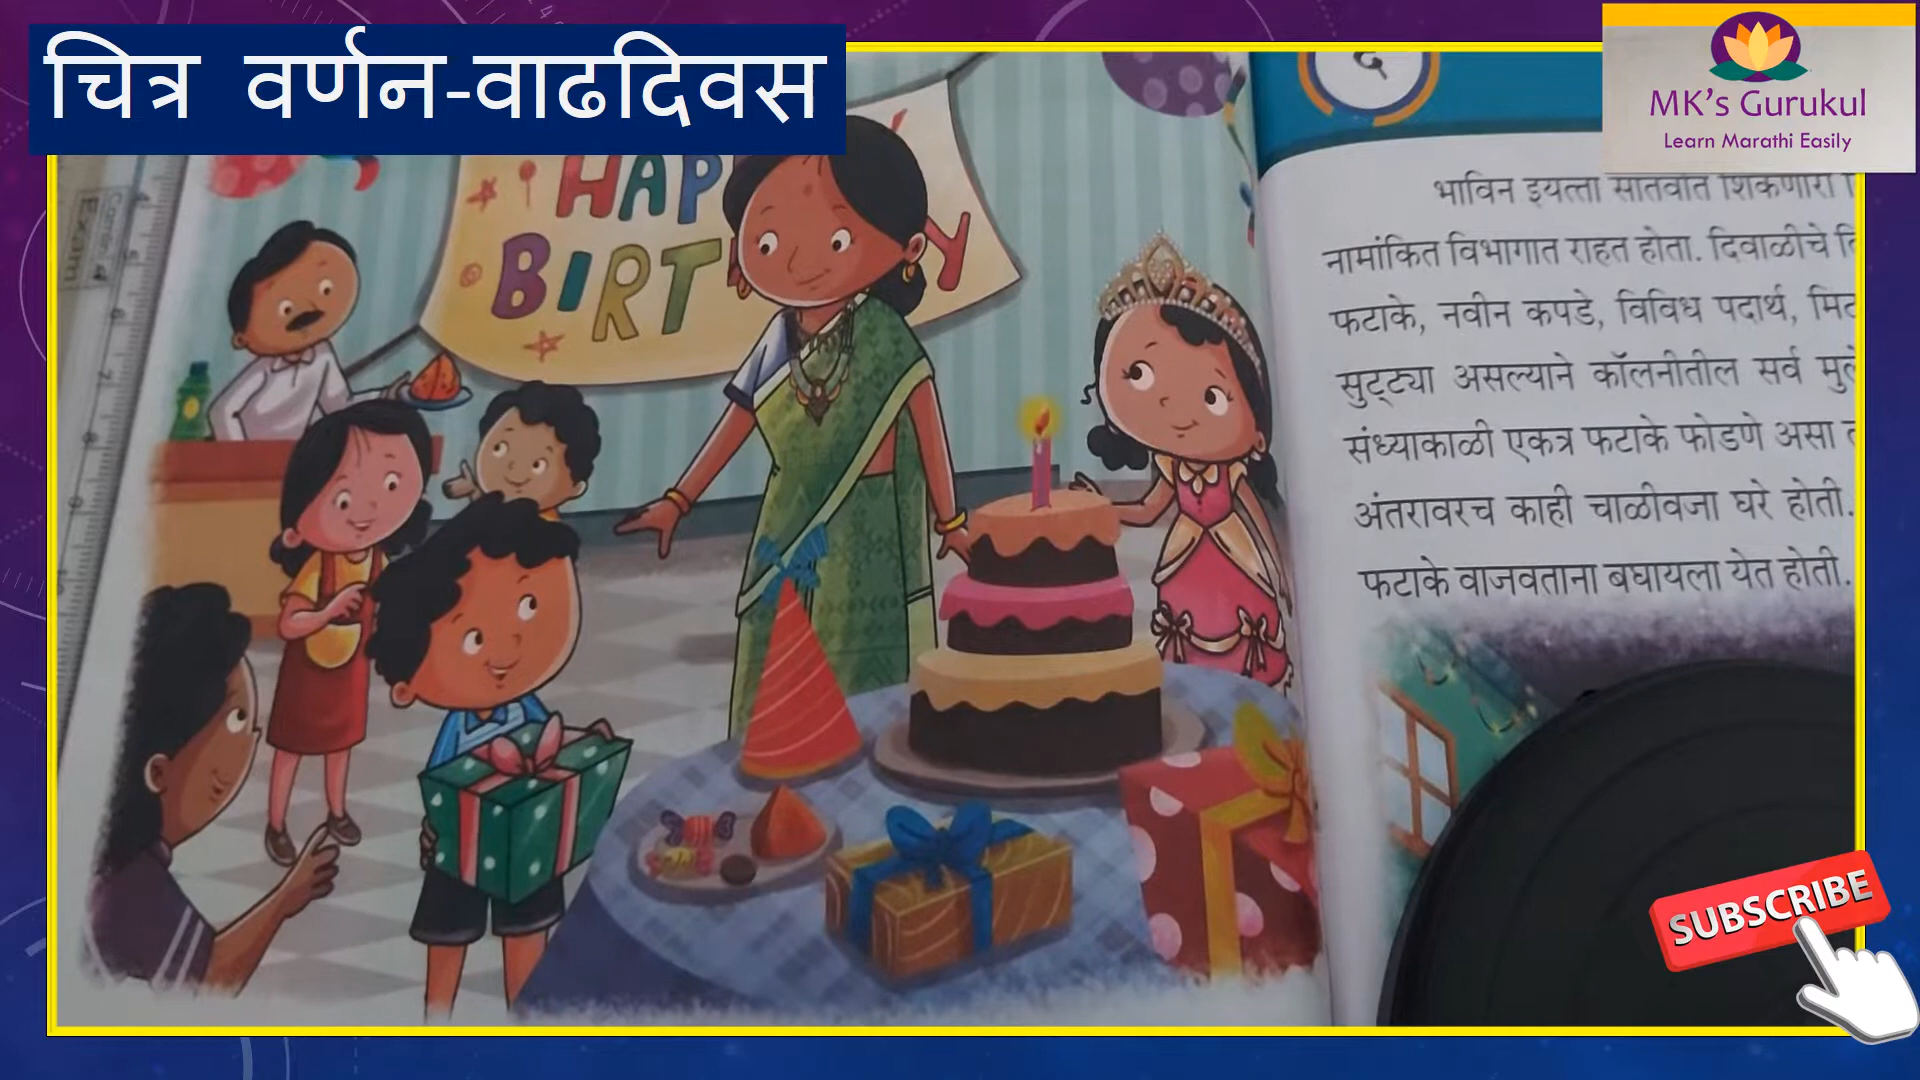 चित्र वर्णन-वाढदिवस
HAP
BIRT Y
MK's Gurukul
Learn Marathi Easily
६
भाविन इयत्ता सातवीत शिकणारा
नामांकित विभागात राहत होता. दिवाळीचे
फटाके, नवीन कपडे, विविध पदार्थ,
सुट्ट्या असल्याने कॉलनीतील सर्व
संध्याकाळी एकत्र फटाके फोडणे असा
अंतरावरच काही चाळीवजा घरे होती.
फटाके वाजवताना बघायला येत होती.
SUBSCRIBE